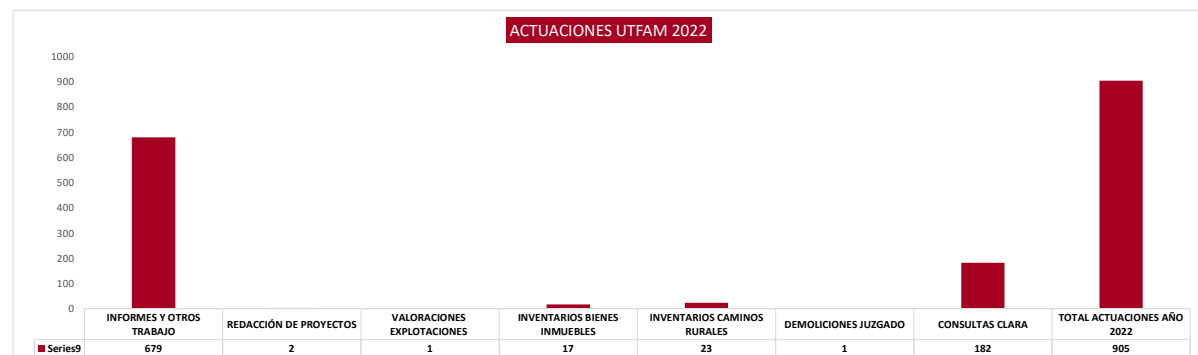 ACTUACIONES UTFAM 2022
1000
900
800
700
600
500
400
300
200
100
0
INFORMES Y OTROS TRABAJO
REDACCIÓN DE PROYECTOS
VALORACIONES EXPLOTACIONES
INVENTARIOS BIENES INMUEBLES
INVENTARIOS CAMINOS RURALES
DEMOLICIONES JUZGADO
CONSULTAS CLARA
TOTAL ACTUACIONES AÑO 2022
Series9 679 2 1 17 23 1 182 905